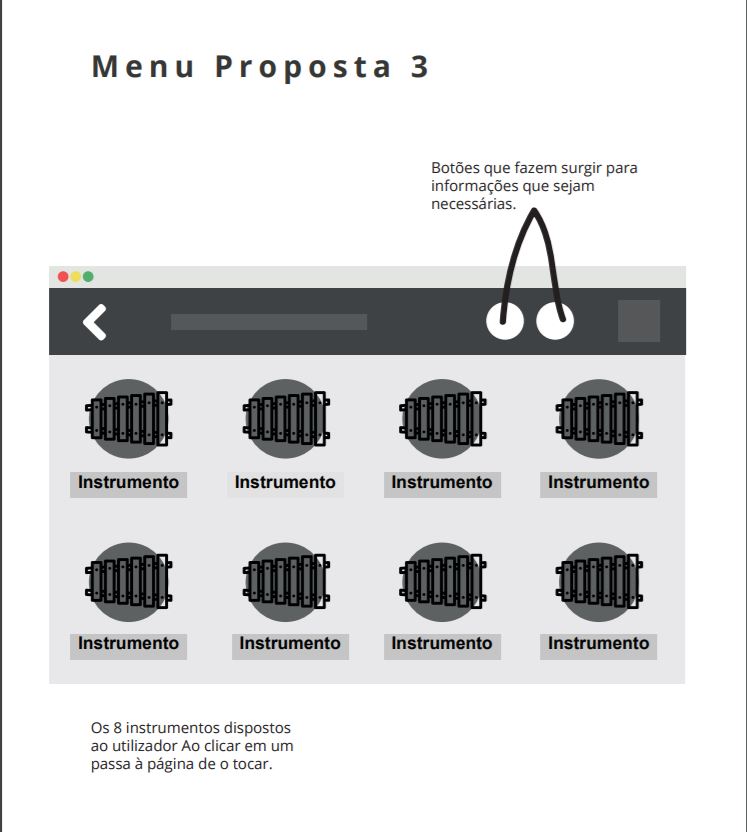 Menu Proposta 3
Botões que fazem surgir para
informações que sejam
necessárias.
Instrumento Instrumento Instrumento Instrumento
Instrumento Instrumento Instrumento Instrumento
Os 8 instrumentos dispostos
ao utilizador Ao clicar em um
passa à página de o tocar.